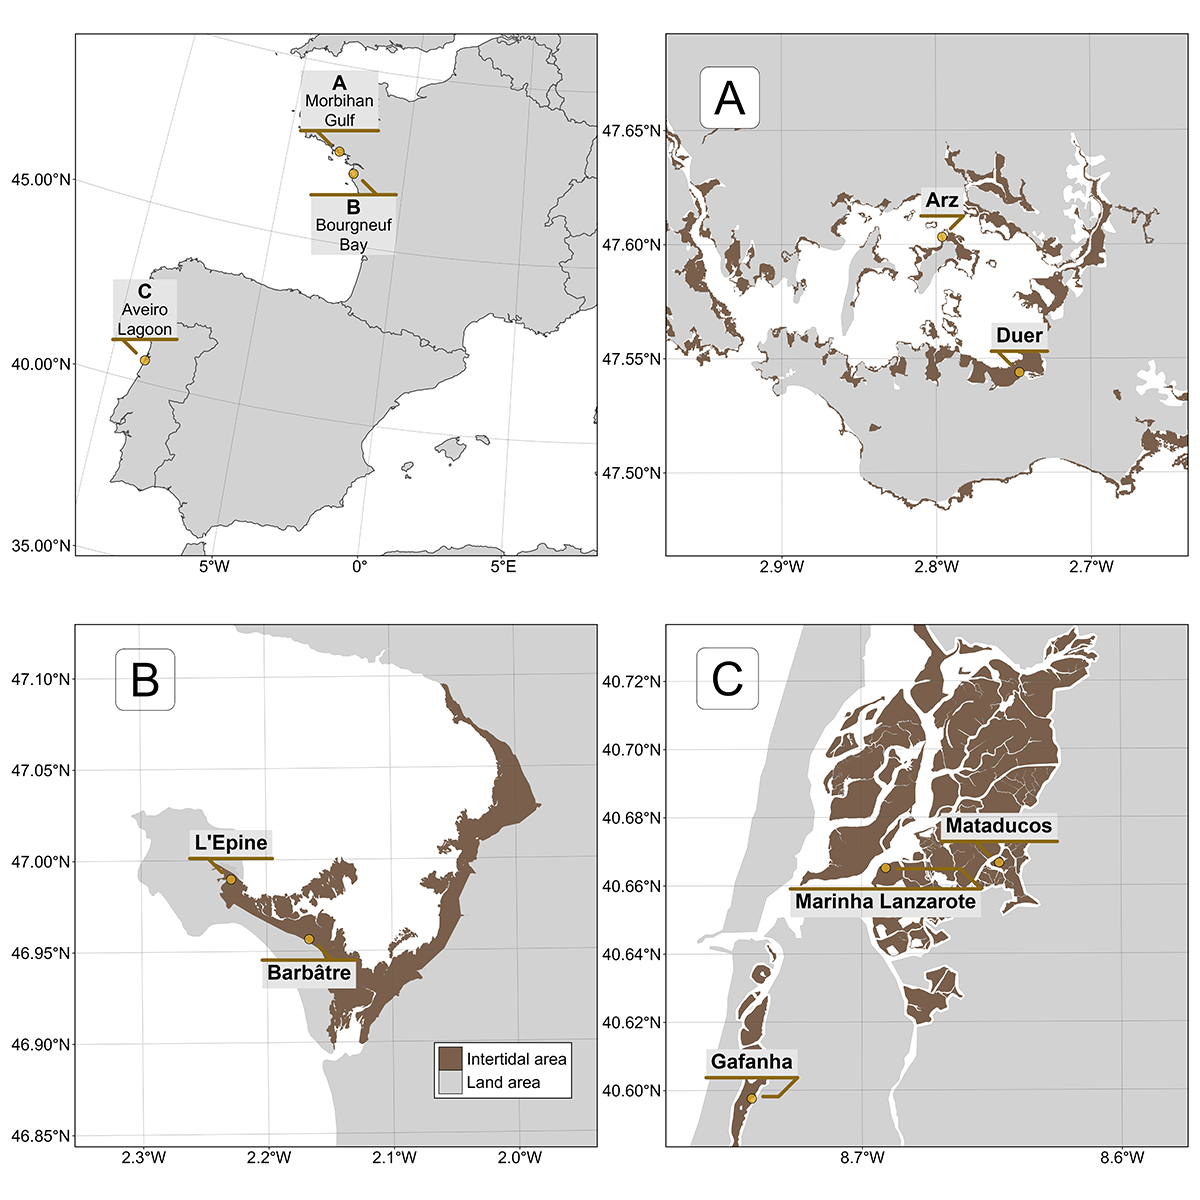 A
Morbihan
Gulf
B
Bourgneuf
Bay
C
Aveiro
Lagoon
45.00°N
40.00°N
35.00°N
5°W
0°
5°E
A
Arz
Duer
47.65°N
47.60°N
47.55°N
47.50°N
2.9°W
2.8°W
2.7°W
B
L'Epine
Barbâtre
Intertidal area
Land area
47.10°N
47.05°N
47.00°N
46.95°N
46.90°N
46.85°N
2.3°W
2.2°W
2.1°W
2.0°W
C
Mataducos
Marinha Lanzarote
Gafanha
40.72°N
40.70°N
40.68°N
40.66°N
40.64°N
40.62°N
40.60°N
8.7°W
8.6°W